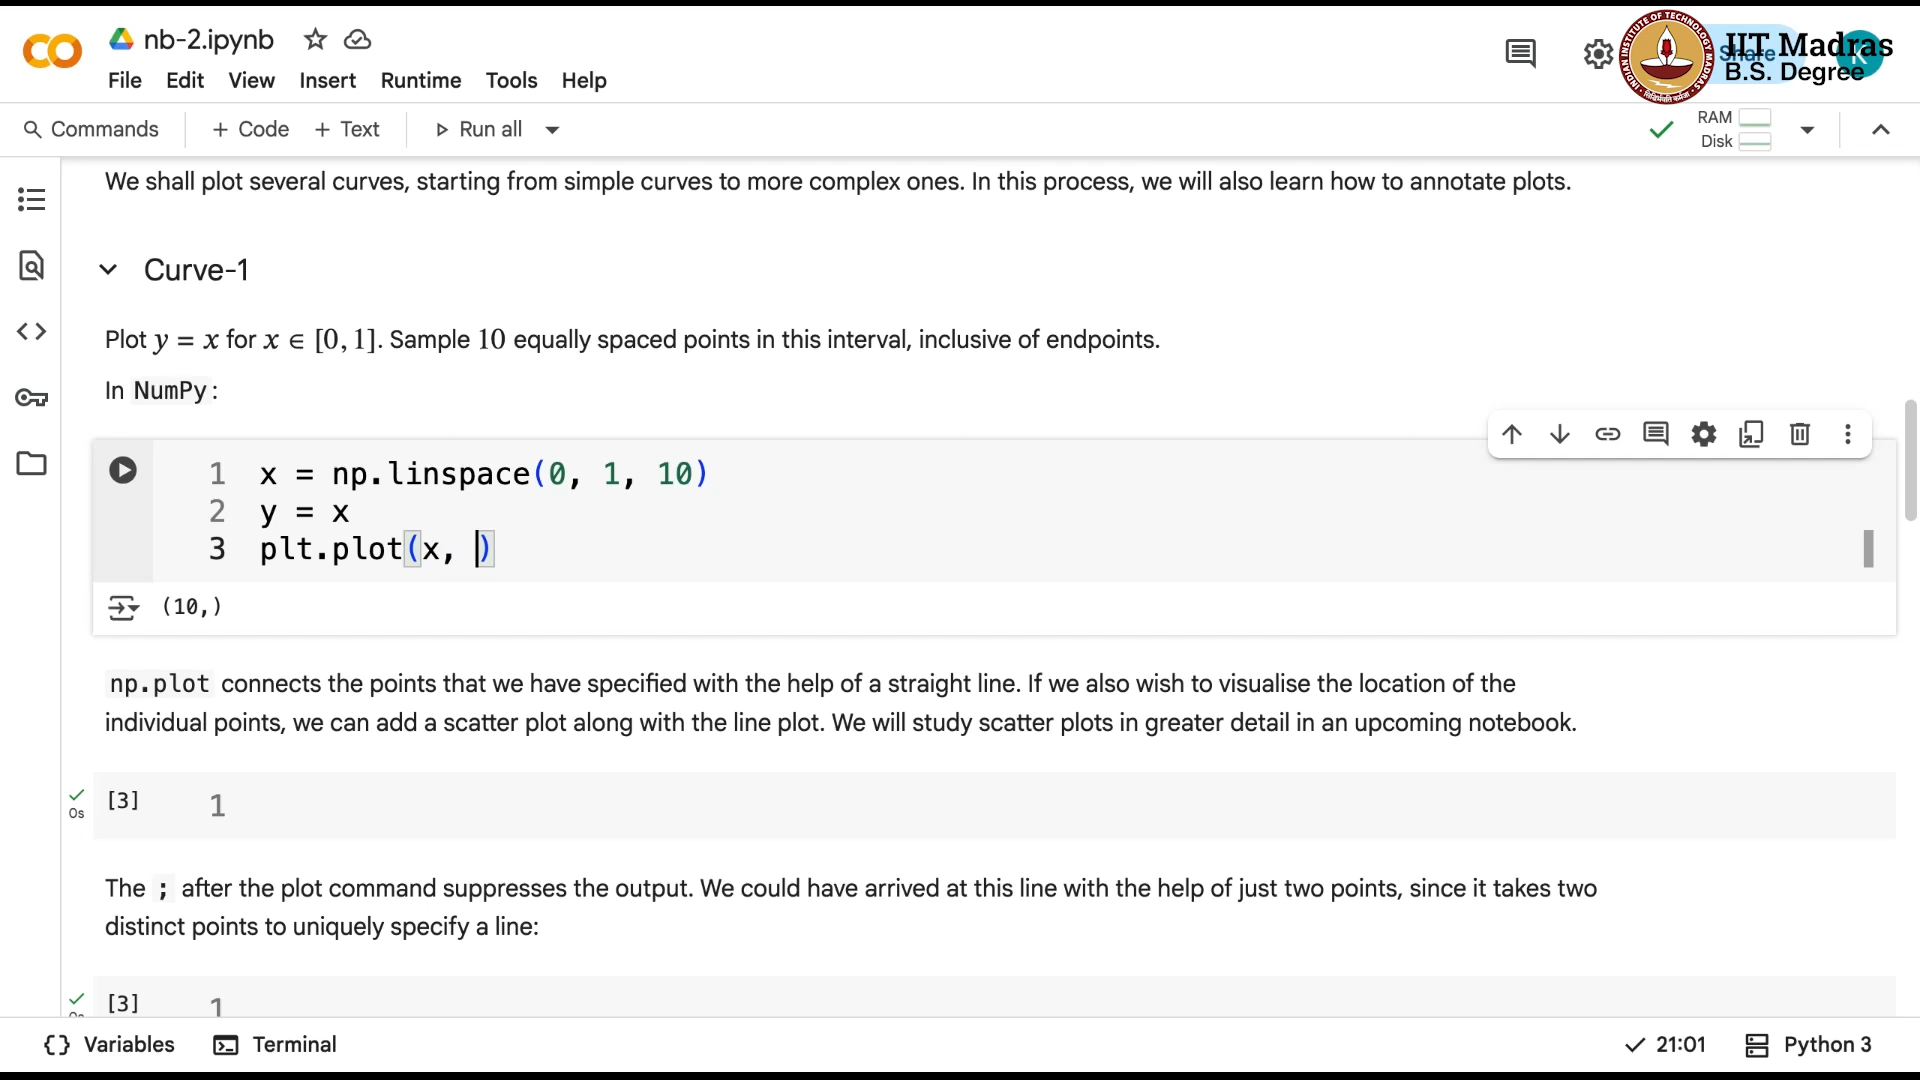 nb-2.ipynb
IIT Madras
B.S. Degree
Share
K
File Edit View Insert Runtime Tools Help
Commands + Code + Text Run all
RAM
Disk
We shall plot several curves, starting from simple curves to more complex ones. In this process, we will also learn how to annotate plots.
Curve-1
Plot y = x for x ∈ [0, 1]. Sample 10 equally spaced points in this interval, inclusive of endpoints.
In NumPy:
1 x = np.linspace(0, 1, 10)
2 y = x
3 plt.plot(x, )
(10,)
np.plot connects the points that we have specified with the help of a straight line. If we also wish to visualise the location of the
individual points, we can add a scatter plot along with the line plot. We will study scatter plots in greater detail in an upcoming notebook.
[3] 1
0s
The ; after the plot command suppresses the output. We could have arrived at this line with the help of just two points, since it takes two
distinct points to uniquely specify a line:
[3] 1
Variables Terminal 21:01 Python 3